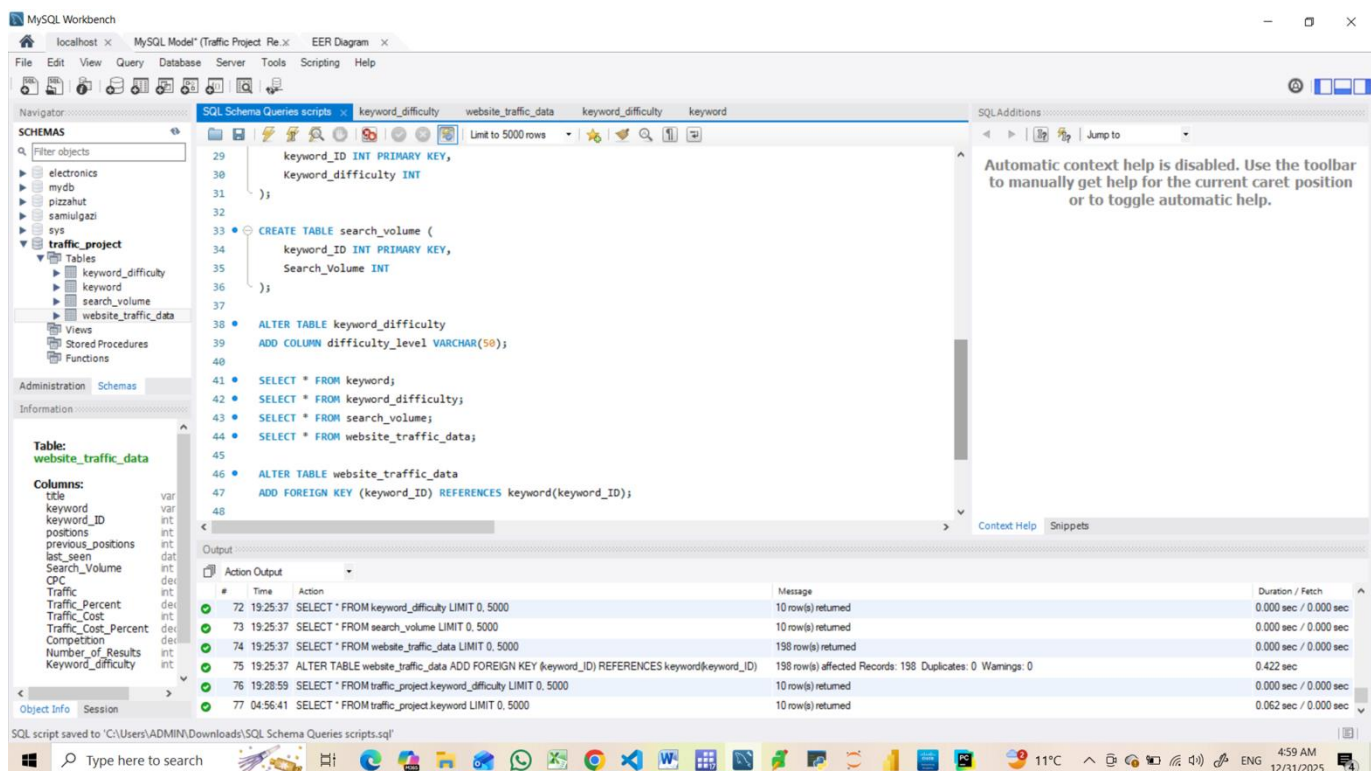 MySQL Workbench
localhost × MySQL Model* (Traffic Project Re × EER Diagram ×
File Edit View Query Database Server Tools Scripting Help
Navigator
SCHEMAS
Filter objects
electronics
mydb
pizzahut
samiulgazi
sys
traffic_project
Tables
keyword_difficulty
keyword
search_volume
website_traffic_data
Views
Stored Procedures
Functions
Administration Schemas
Information
Table:
website_traffic_data
Columns:
title var
keyword var
keyword_ID int
positions int
previous_positions int
last_seen dat
Search_Volume int
CPC dec
Traffic int
Traffic_Percent dec
Traffic_Cost int
Traffic_Cost_Percent dec
Competition dec
Number_of_Results int
Keyword_difficulty int
Object Info Session
SQL Schema Queries scripts × keyword_difficulty website_traffic_data keyword_difficulty keyword
Limit to 5000 rows
29 keyword_ID INT PRIMARY KEY,
30 Keyword_difficulty INT
31 );
32
33 CREATE TABLE search_volume (
34 keyword_ID INT PRIMARY KEY,
35 Search_Volume INT
36 );
37
38 ALTER TABLE keyword_difficulty
39 ADD COLUMN difficulty_level VARCHAR(50);
40
41 SELECT * FROM keyword;
42 SELECT * FROM keyword_difficulty;
43 SELECT * FROM search_volume;
44 SELECT * FROM website_traffic_data;
45
46 ALTER TABLE website_traffic_data
47 ADD FOREIGN KEY (keyword_ID) REFERENCES keyword(keyword_ID);
48
SQLAdditions
Jump to
Automatic context help is disabled. Use the toolbar
to manually get help for the current caret position
or to toggle automatic help.
Context Help Snippets
Output
Action Output
# Time Action Message Duration / Fetch
72 19:25:37 SELECT * FROM keyword_difficulty LIMIT 0, 5000 10 row(s) returned 0.000 sec / 0.000 sec
73 19:25:37 SELECT * FROM search_volume LIMIT 0, 5000 10 row(s) returned 0.000 sec / 0.000 sec
74 19:25:37 SELECT * FROM website_traffic_data LIMIT 0, 5000 198 row(s) returned 0.000 sec / 0.000 sec
75 19:25:37 ALTER TABLE website_traffic_data ADD FOREIGN KEY (keyword_ID) REFERENCES keyword(keyword_ID) 198 row(s) affected Records: 198 Duplicates: 0 Warnings: 0 0.422 sec
76 19:28:59 SELECT * FROM traffic_project.keyword_difficulty LIMIT 0, 5000 10 row(s) returned 0.000 sec / 0.000 sec
77 04:56:41 SELECT * FROM traffic_project.keyword LIMIT 0, 5000 10 row(s) returned 0.062 sec / 0.000 sec
SQL script saved to 'C:\Users\ADMIN\Downloads\SQL Schema Queries scripts.sql'
Type here to search
11°C
ENG
4:59 AM
12/31/2025